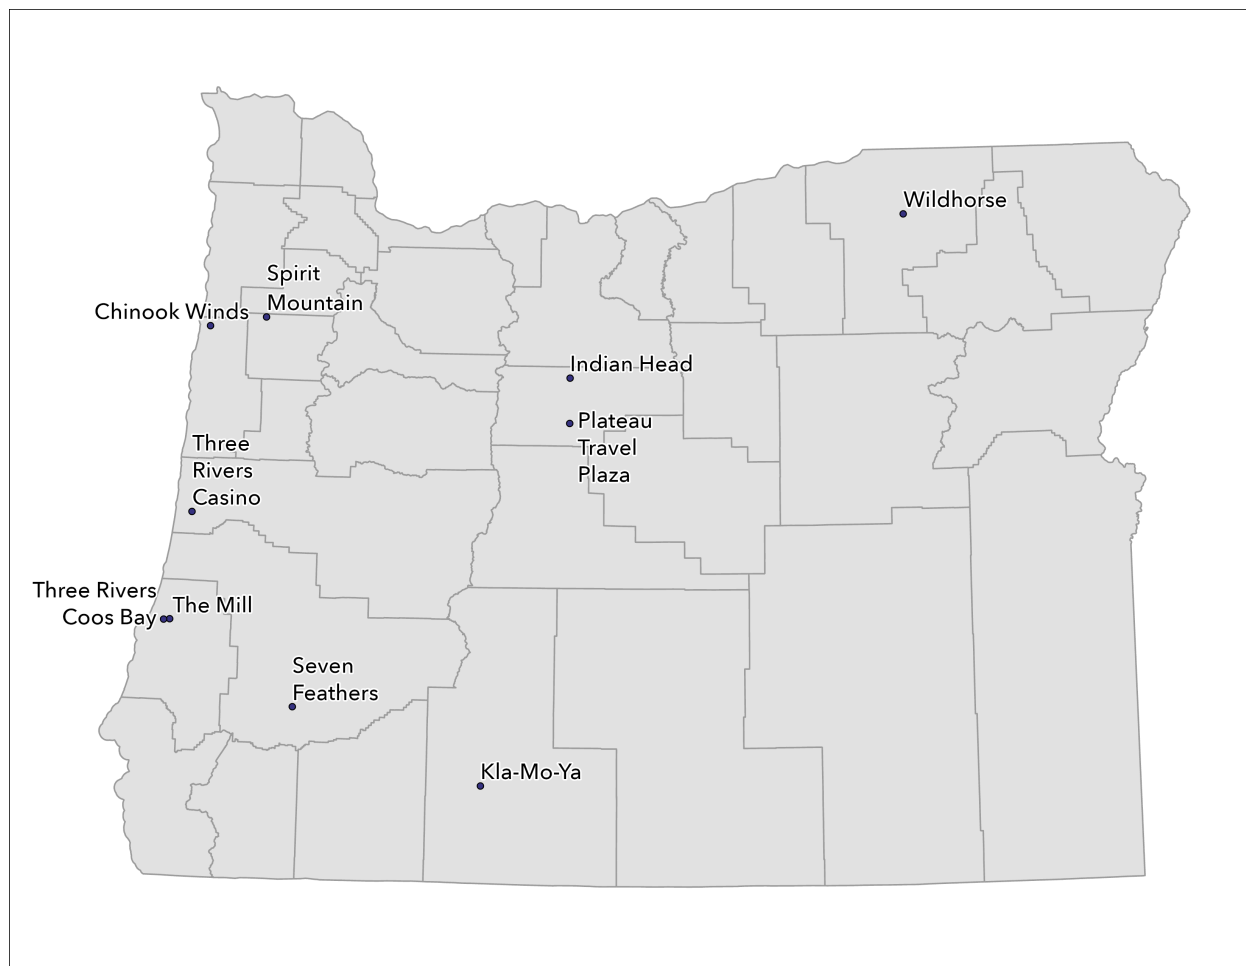 Wildhorse
Spirit
Mountain
Chinook Winds
Indian Head
Plateau
Travel
Plaza
Three
Rivers
Casino
Three Rivers
Coos Bay
The Mill
Seven
Feathers
Kla-Mo-Ya